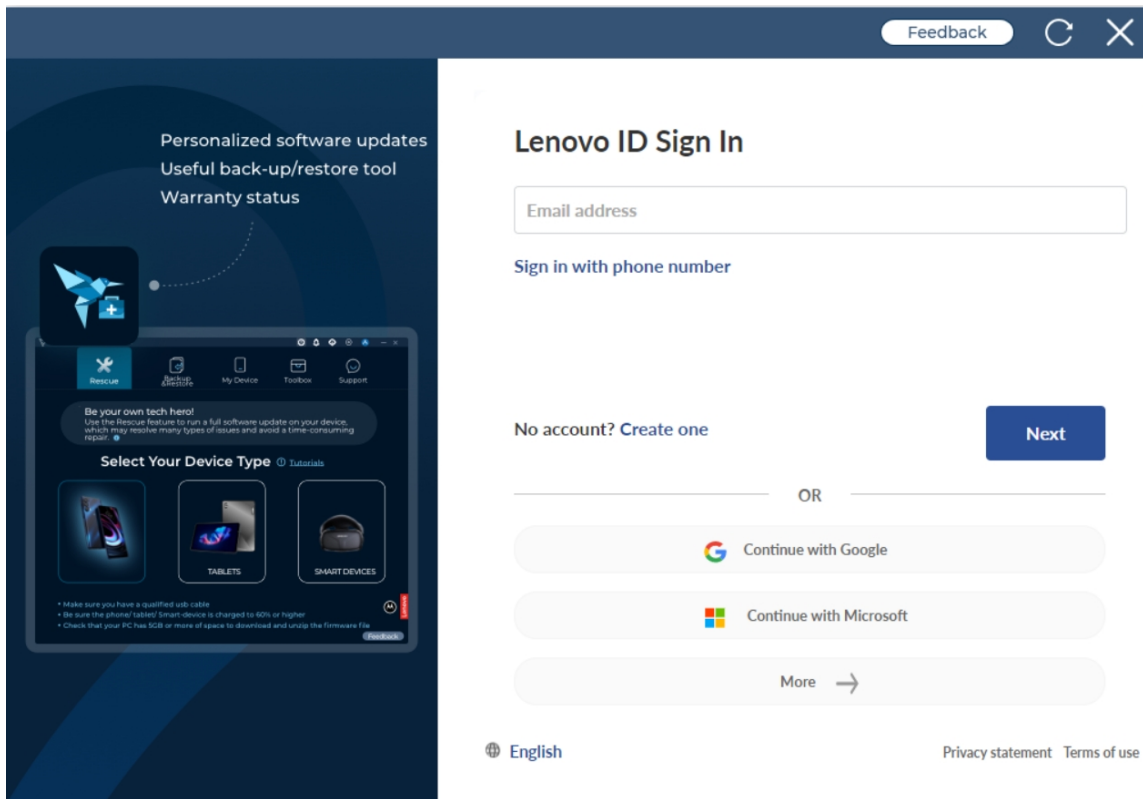 Feedback
Personalized software updates
Useful back-up/restore tool
Warranty status
Rescue
Backup
&Restore
My Device
Toolbox
Support
Be your own tech hero!
Use the Rescue feature to run a full software update on your device,
which may resolve many types of issues and avoid a time-consuming
repair.
Select Your Device Type
Tutorials
TABLETS
SMART DEVICES
• Make sure you have a qualified usb cable
• Be sure the phone/ tablet/ Smart-device is charged to 60% or higher
• Check that your PC has 5GB or more of space to download and unzip the firmware file
Lenovo
Feedback
Lenovo ID Sign In
Email address
Sign in with phone number
No account? Create one
Next
OR
Continue with Google
Continue with Microsoft
More
English
Privacy statement Terms of use